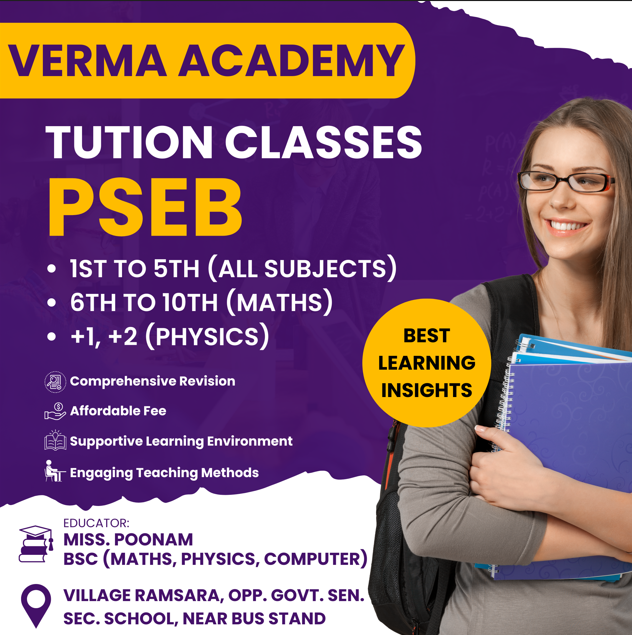 VERMA ACADEMY
TUTION CLASSES
PSEB
• 1ST TO 5TH (ALL SUBJECTS)
• 6TH TO 10TH (MATHS)
• +1, +2 (PHYSICS)
BEST
LEARNING
INSIGHTS
Comprehensive Revision
Affordable Fee
Supportive Learning Environment
Engaging Teaching Methods
EDUCATOR:
MISS. POONAM
BSC (MATHS, PHYSICS, COMPUTER)
VILLAGE RAMSARA, OPP. GOVT. SEN.
SEC. SCHOOL, NEAR BUS STAND